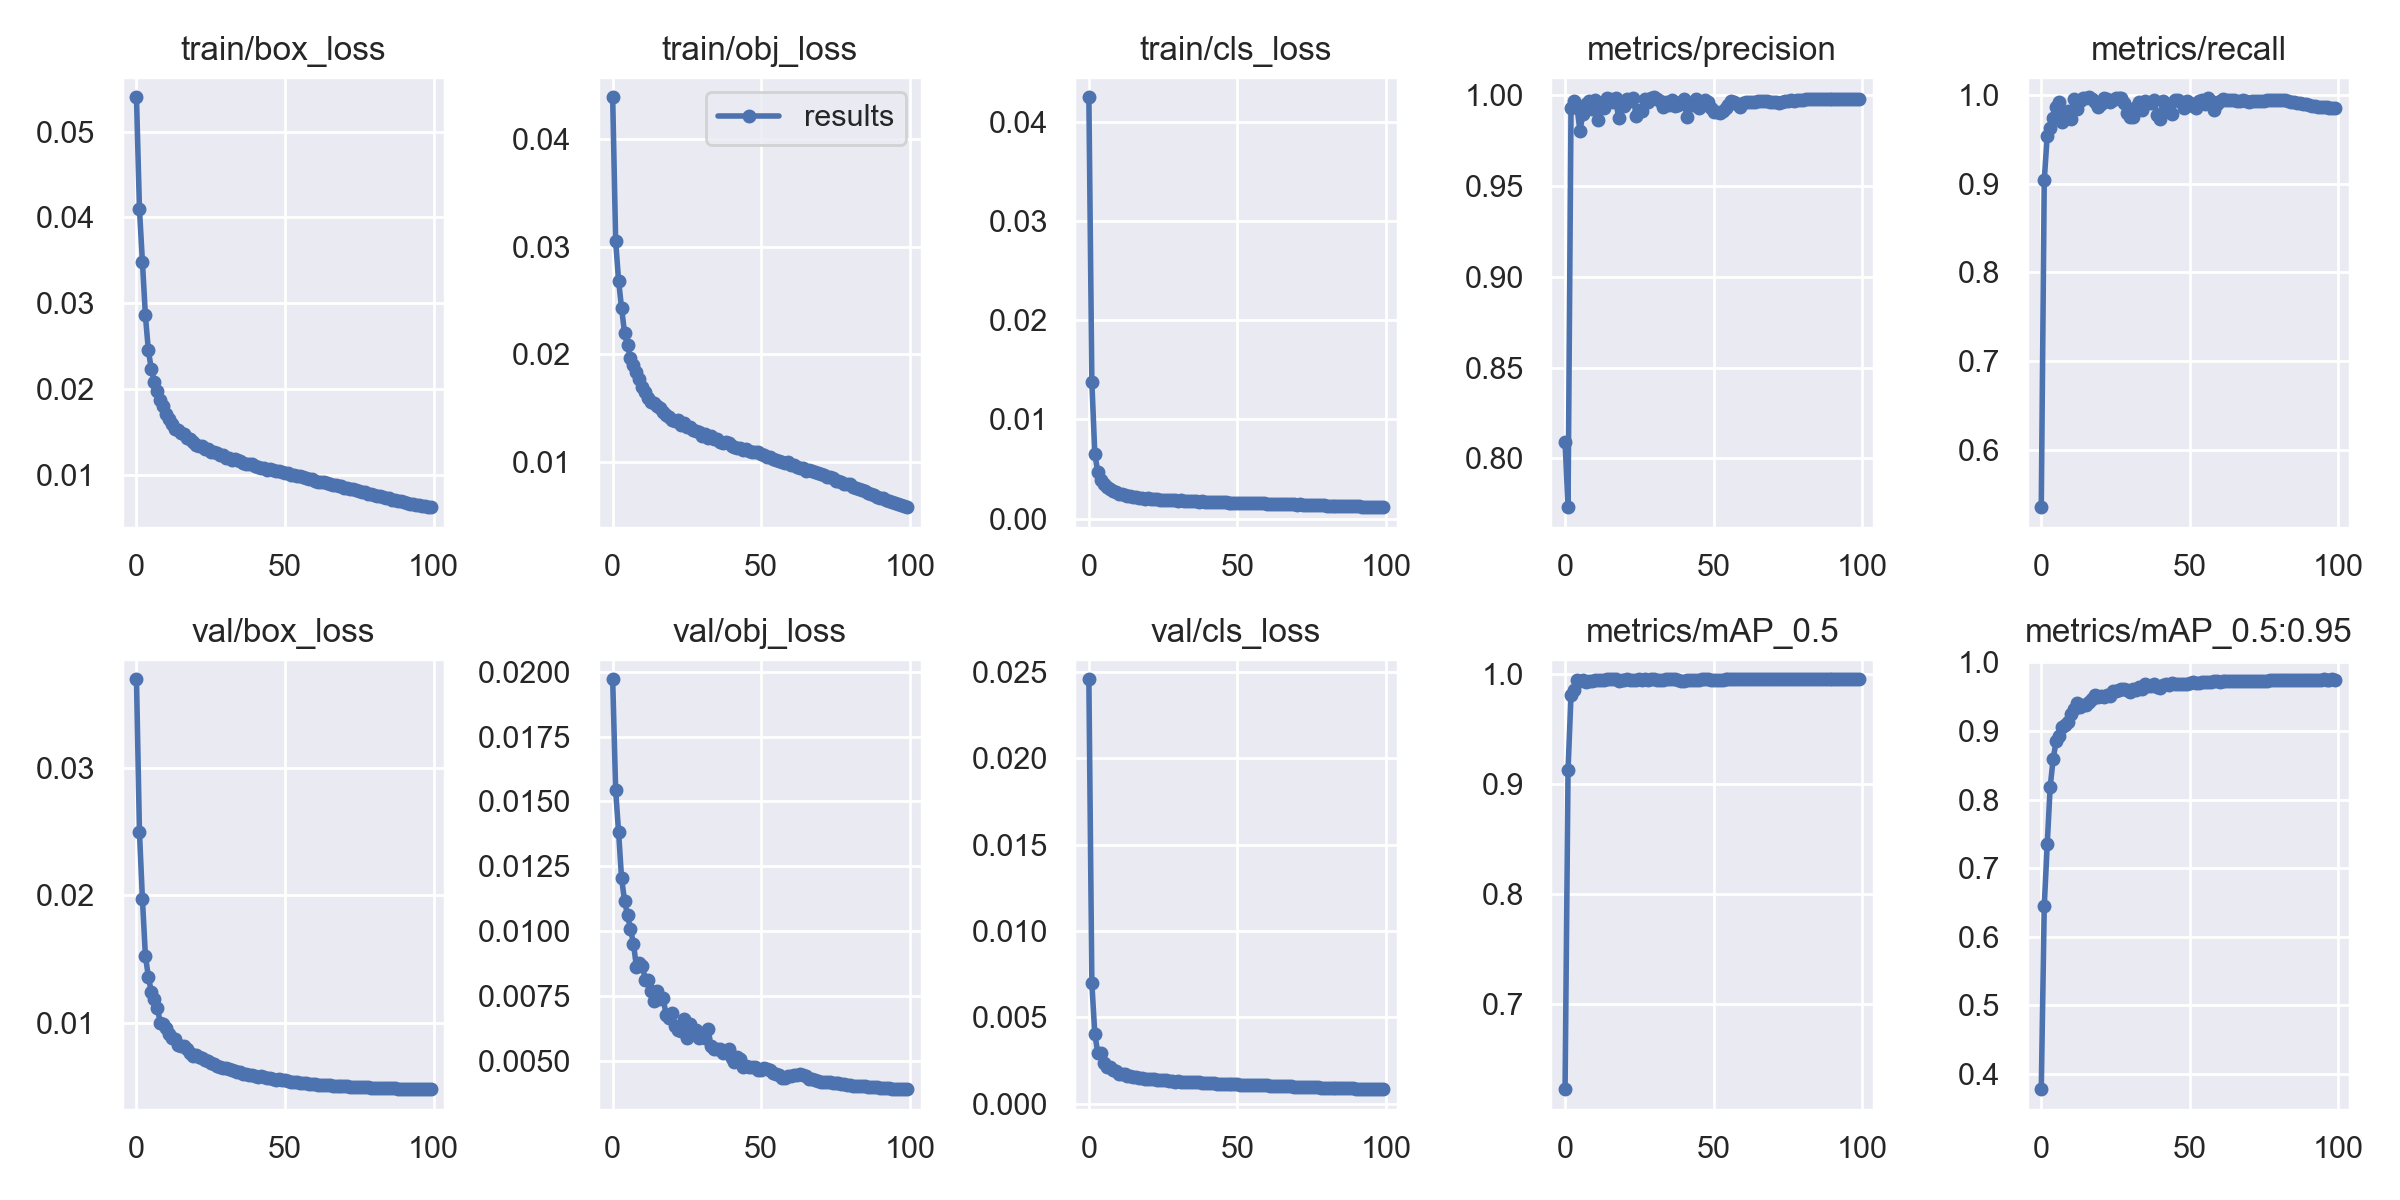 train/box_loss
0.05
0.04
0.03
0.02
0.01
0 50 100
train/obj_loss
results
0.04
0.03
0.02
0.01
0 50 100
train/cls_loss
0.04
0.03
0.02
0.01
0.00
0 50 100
metrics/precision
1.00
0.95
0.90
0.85
0.80
0 50 100
metrics/recall
1.0
0.9
0.8
0.7
0.6
0 50 100
val/box_loss
0.03
0.02
0.01
0 50 100
val/obj_loss
0.0200
0.0175
0.0150
0.0125
0.0100
0.0075
0.0050
0 50 100
val/cls_loss
0.025
0.020
0.015
0.010
0.005
0.000
0 50 100
metrics/mAP_0.5
1.0
0.9
0.8
0.7
0 50 100
metrics/mAP_0.5:0.95
1.0
0.9
0.8
0.7
0.6
0.5
0.4
0 50 100